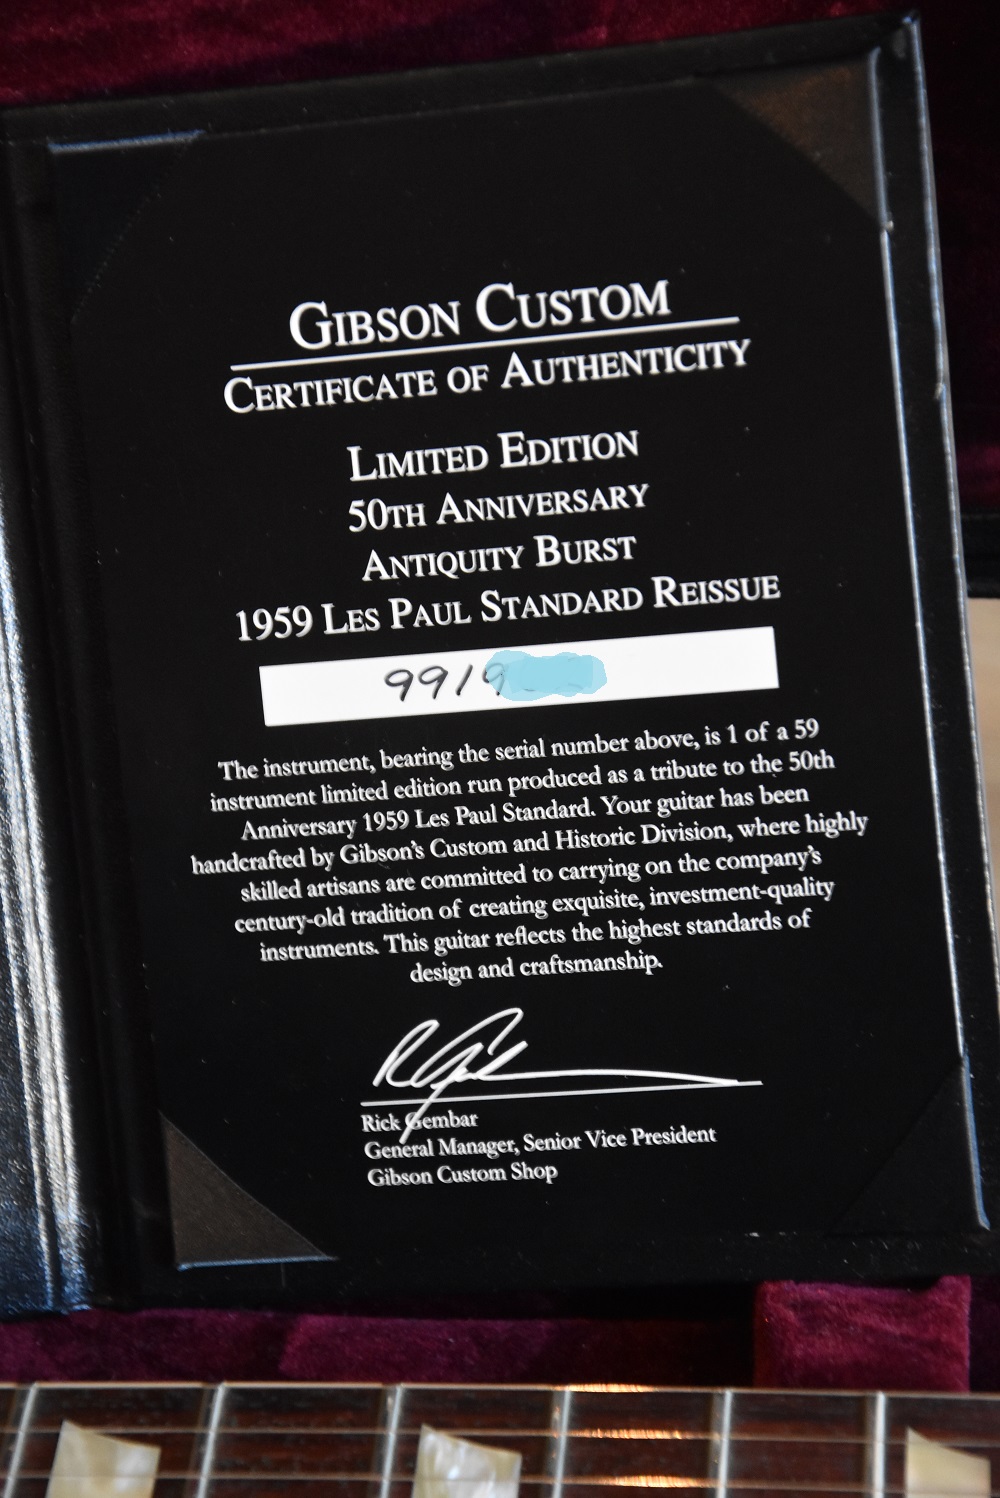 GIBSON CUSTOM
CERTIFICATE OF AUTHENTICITY
LIMITED EDITION
50TH ANNIVERSARY
ANTIQUITY BURST
1959 LES PAUL STANDARD REISSUE
9919
The instrument, bearing the serial number above, is 1 of a 59
instrument limited edition run produced as a tribute to the 50th
Anniversary 1959 Les Paul Standard. Your guitar has been
handcrafted by Gibson's Custom and Historic Division, where highly
skilled artisans are committed to carrying on the company's
century-old tradition of creating exquisite, investment-quality
instruments. This guitar reflects the highest standards of
design and craftsmanship.
Rick Gembar
General Manager, Senior Vice President
Gibson Custom Shop